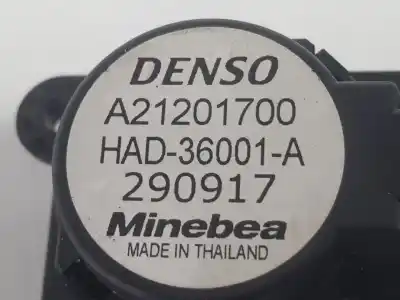 DENSO
A21201700
HAD-36001-A
290917
Minebea
MADE IN THAILAND